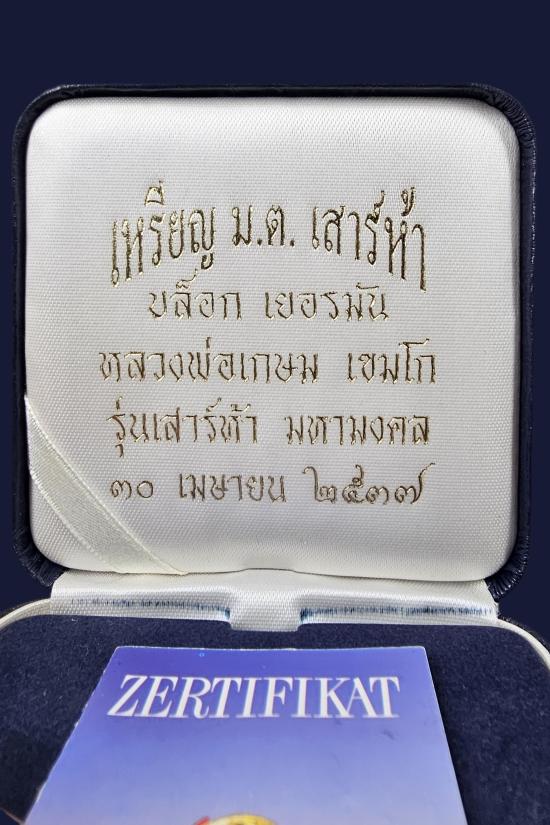 เหรียญ ม.ต. เสาร์ห้า
บล็อก เยอรมัน
หลวงพ่อเกษม เขมโก
รุ่นเสาร์ห้า มหามงคล
๓๐ เมษายน ๒๕๓๗
ZERTIFIKAT